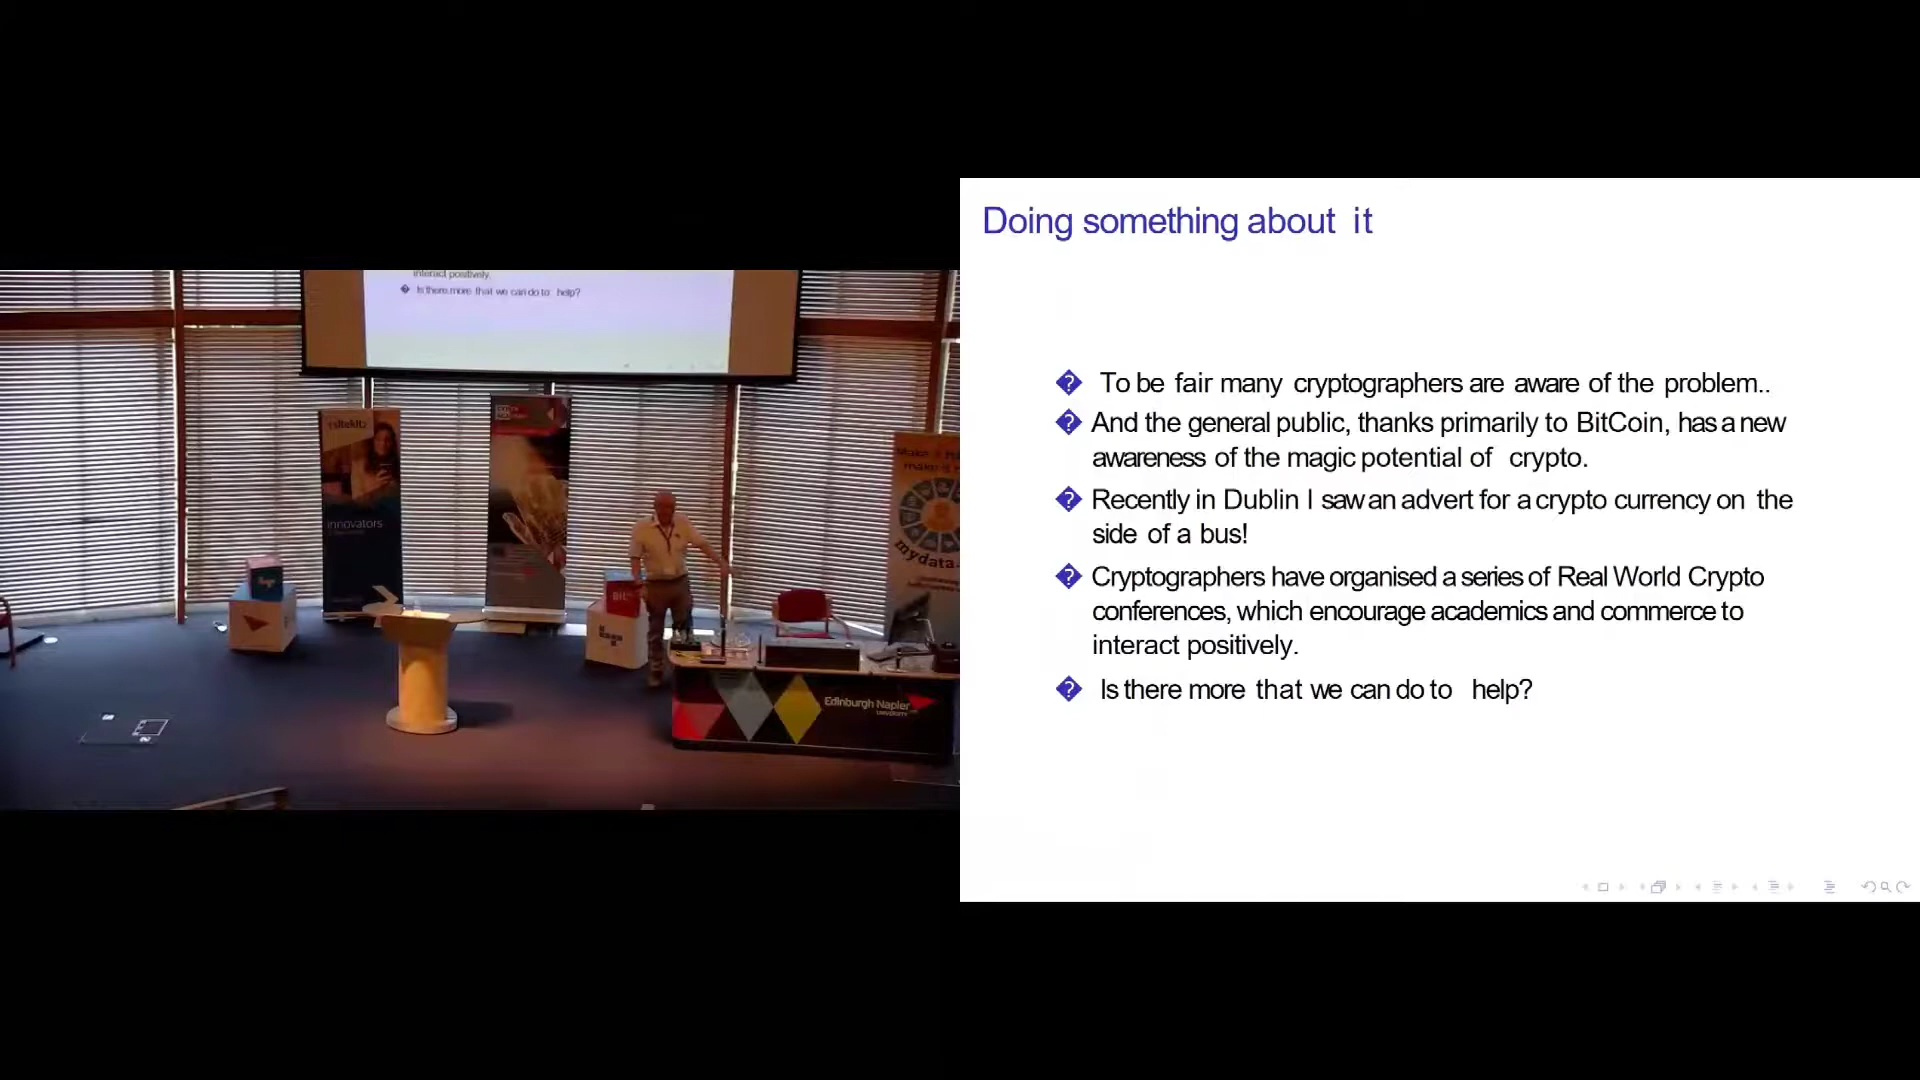 interact positively.
� Is there more that we can do to help?
innovators
Edinburgh Napier
UNIVERSITY
mydata-
Doing something about it
� To be fair many cryptographers are aware of the problem..
� And the general public, thanks primarily to BitCoin, has a new
awareness of the magic potential of crypto.
� Recently in Dublin I saw an advert for a crypto currency on the
side of a bus!
� Cryptographers have organised a series of Real World Crypto
conferences, which encourage academics and commerce to
interact positively.
� Is there more that we can do to help?